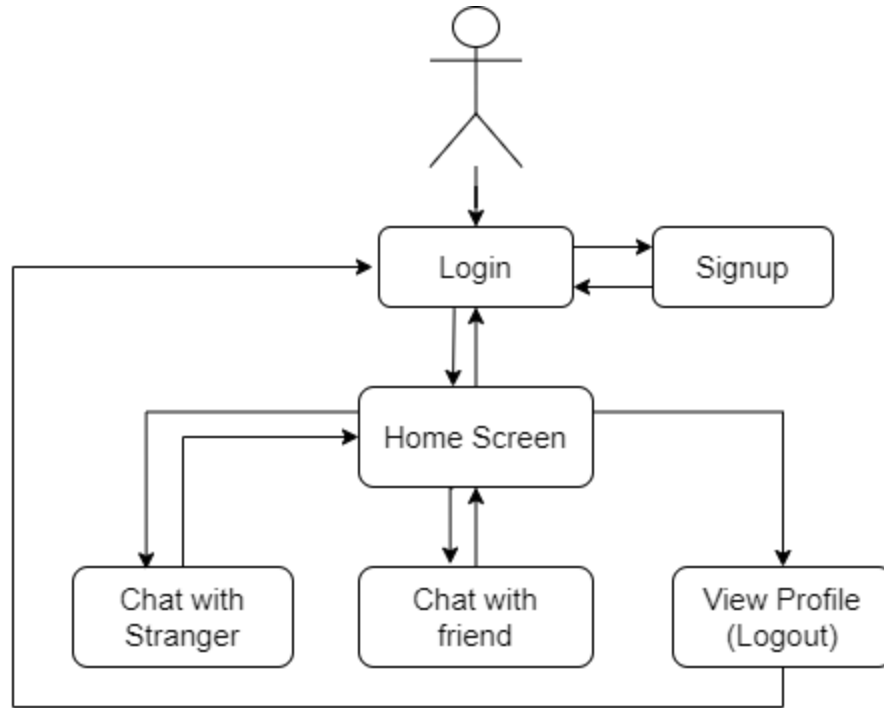 Login
Signup
Home Screen
Chat with
Stranger
Chat with
friend
View Profile
(Logout)